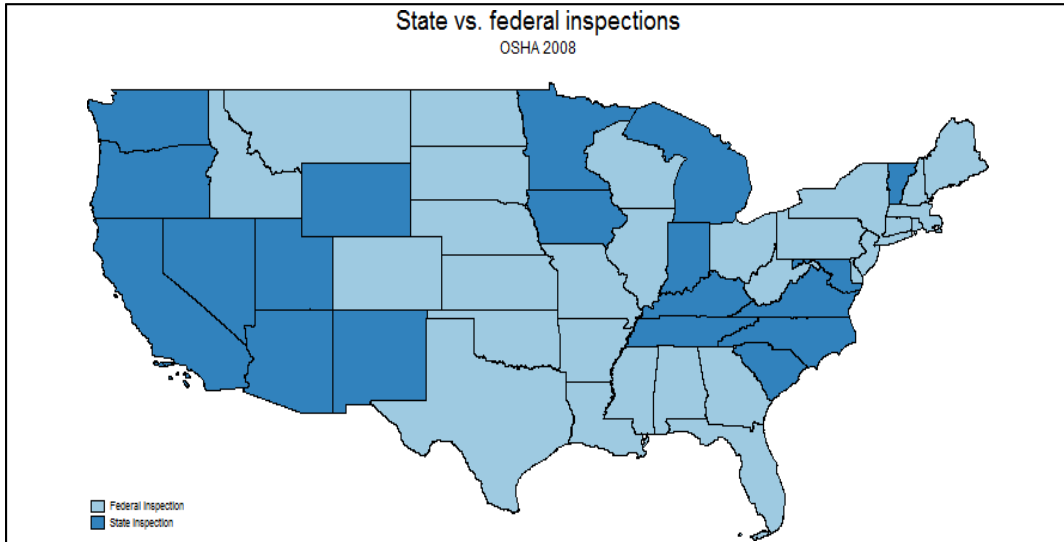 State vs. federal inspections
OSHA 2008
Federal Inspection
State Inspection